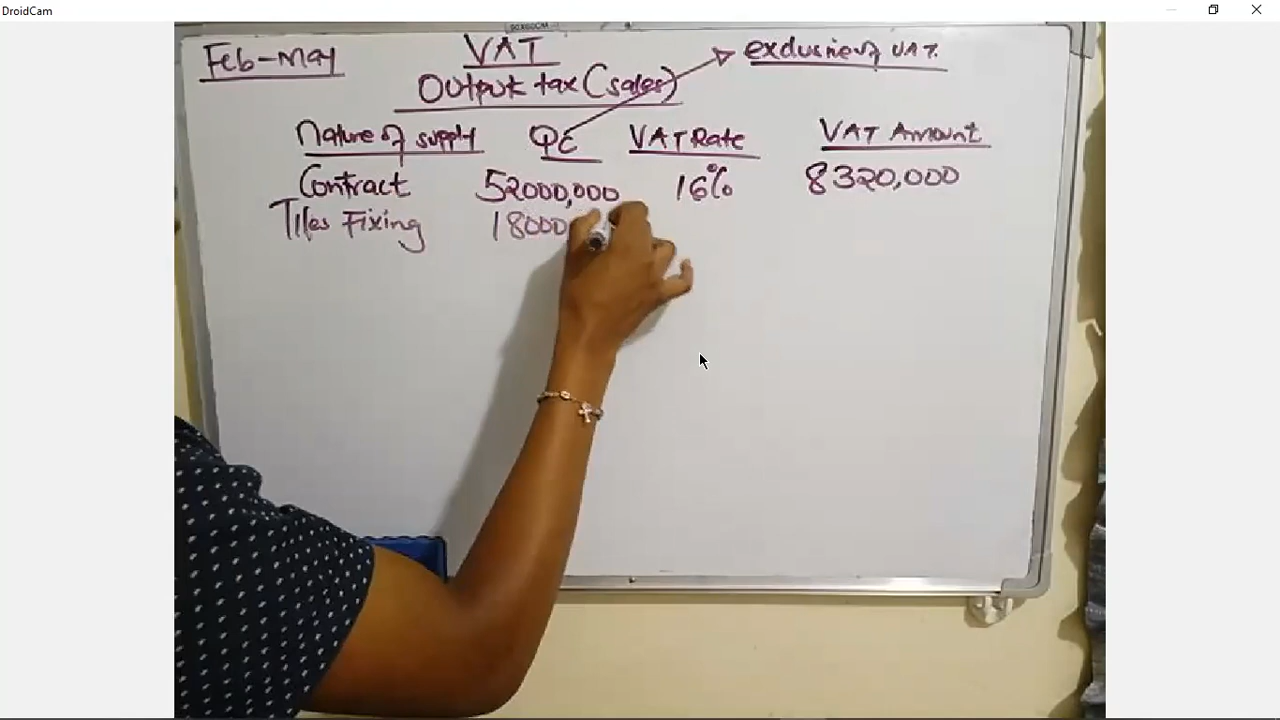 DroidCam
Feb-May VAT exclusive of VAT.
Output tax (sales)
Nature of supply QE VAT Rate VAT Amount
Contract 52000,000 16% 8320,000
Tiles Fixing 18000